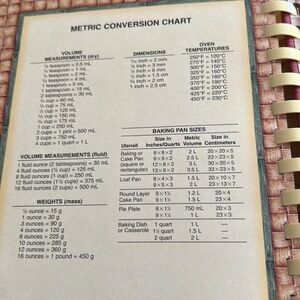 METRIC CONVERSION CHART
VOLUME
MEASUREMENTS (dry)
⅛ teaspoon = 0.5 mL
¼ teaspoon = 1 mL
½ teaspoon = 2 mL
¾ teaspoon = 4 mL
1 teaspoon = 5 mL
1 tablespoon = 15 mL
2 tablespoons = 30 mL
¼ cup = 60 mL
⅓ cup = 75 mL
½ cup = 125 mL
⅔ cup = 150 mL
¾ cup = 175 mL
1 cup = 250 mL
2 cups = 1 pint = 500 mL
3 cups = 750 mL
4 cups = 1 quart = 1 L
VOLUME MEASUREMENTS (fluid)
1 fluid ounce (2 tablespoons) = 30 mL
4 fluid ounces (½ cup) = 125 mL
8 fluid ounces (1 cup) = 250 mL
12 fluid ounces (1½ cups) = 375 mL
16 fluid ounces (2 cups) = 500 mL
WEIGHTS (mass)
½ ounce = 15 g
1 ounce = 30 g
3 ounces = 90 g
4 ounces = 120 g
8 ounces = 225 g
10 ounces = 285 g
12 ounces = 360 g
16 ounces = 1 pound = 450 g
DIMENSIONS
1/16 inch = 2 mm
⅛ inch = 3 mm
¼ inch = 6 mm
½ inch = 1.5 cm
¾ inch = 2 cm
1 inch = 2.5 cm
OVEN
TEMPERATURES
250°F = 120°C
275°F = 140°C
300°F = 150°C
325°F = 160°C
350°F = 180°C
375°F = 190°C
400°F = 200°C
425°F = 220°C
450°F = 230°C
BAKING PAN SIZES
Utensil Size in Inches/Quarts Metric Volume Size in Centimeters
Baking or 8×8×2 2 L 20×20×5
Cake Pan 9×9×2 2.5 L 23×23×5
(square or 12×8×2 3 L 30×20×5
rectangular) 13×9×2 3.5 L 33×23×5
Loaf Pan 8×4×3 1.5 L 20×10×7
9×5×3 2 L 23×13×7
Round Layer 8×1½ 1.2 L 20×4
Cake Pan 9×1½ 1.5 L 23×4
Pie Plate 8×1¼ 750 mL 20×3
9×1¼ 1 L 23×3
Baking Dish 1 quart 1 L —
or Casserole 1½ quart 1.5 L —
2 quart 2 L —